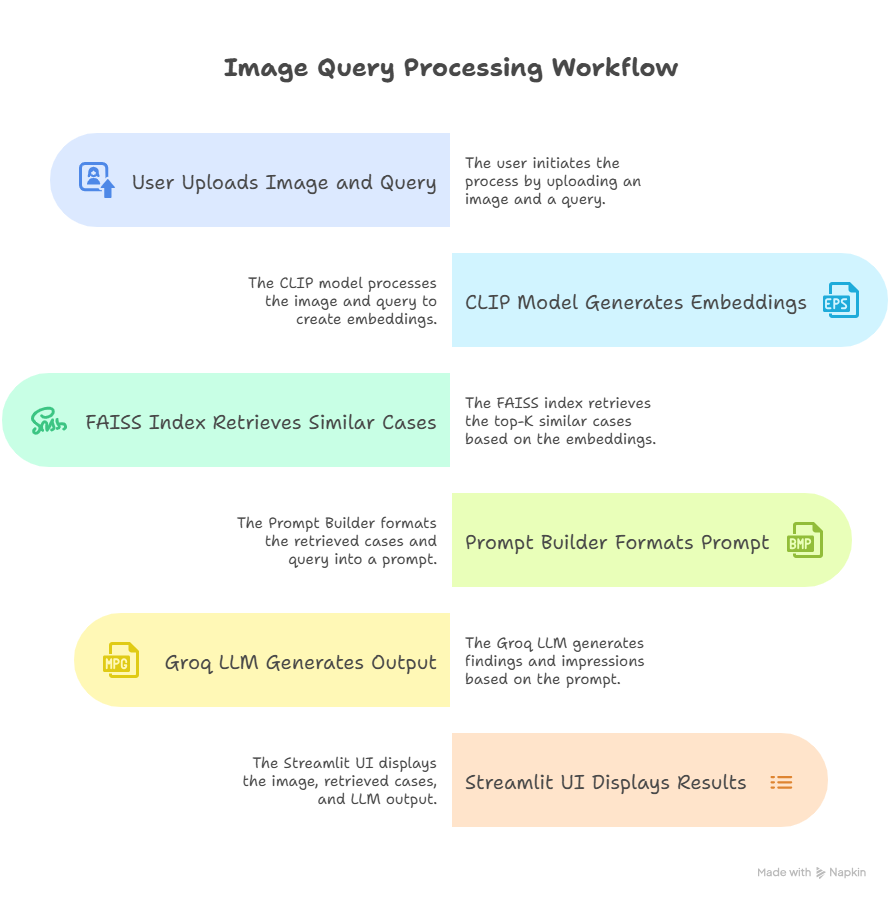 Image Query Processing Workflow
User Uploads Image and Query
The user initiates the
process by uploading an
image and a query.
The CLIP model processes
the image and query to
create embeddings.
CLIP Model Generates Embeddings
EPS
Sass
FAISS Index Retrieves Similar Cases
The FAISS index retrieves
the top-K similar cases
based on the embeddings.
The Prompt Builder formats
the retrieved cases and
query into a prompt.
Prompt Builder Formats Prompt
BMP
MPG
Groq LLM Generates Output
The Groq LLM generates
findings and impressions
based on the prompt.
The Streamlit UI displays
the image, retrieved cases,
and LLM output.
Streamlit UI Displays Results
Made with Napkin